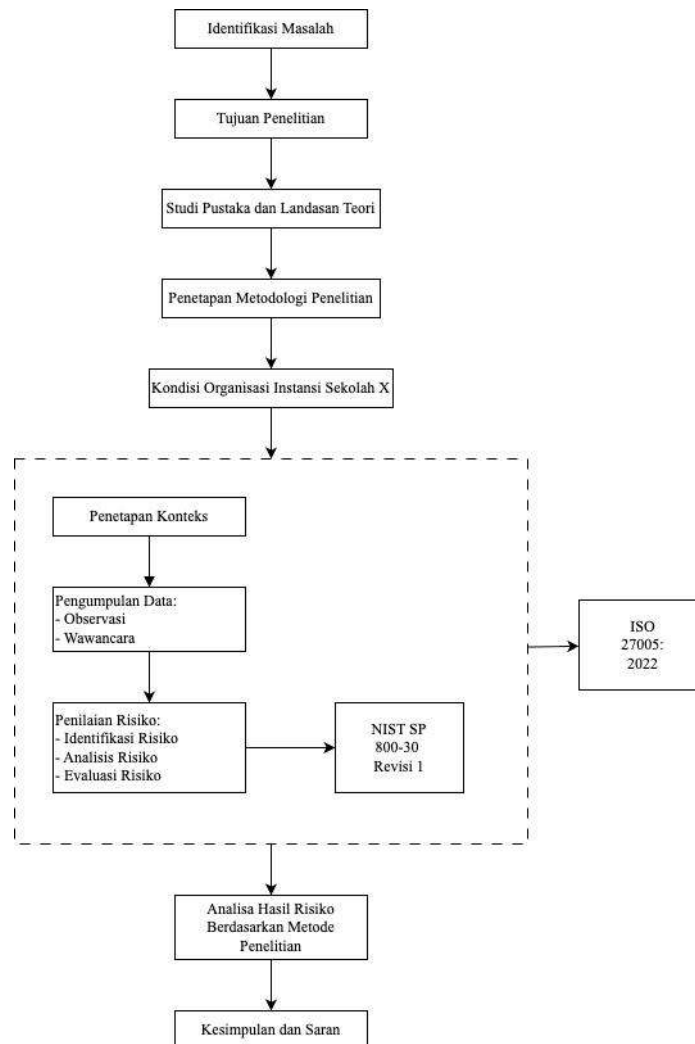 Identifikasi Masalah
Tujuan Penelitian
Studi Pustaka dan Landasan Teori
Penetapan Metodologi Penelitian
Kondisi Organisasi Instansi Sekolah X
Penetapan Konteks
Pengumpulan Data:
- Observasi
- Wawancara
Penilaian Risiko:
- Identifikasi Risiko
- Analisis Risiko
- Evaluasi Risiko
NIST SP
800-30
Revisi 1
ISO
27005:
2022
Analisa Hasil Risiko
Berdasarkan Metode
Penelitian
Kesimpulan dan Saran